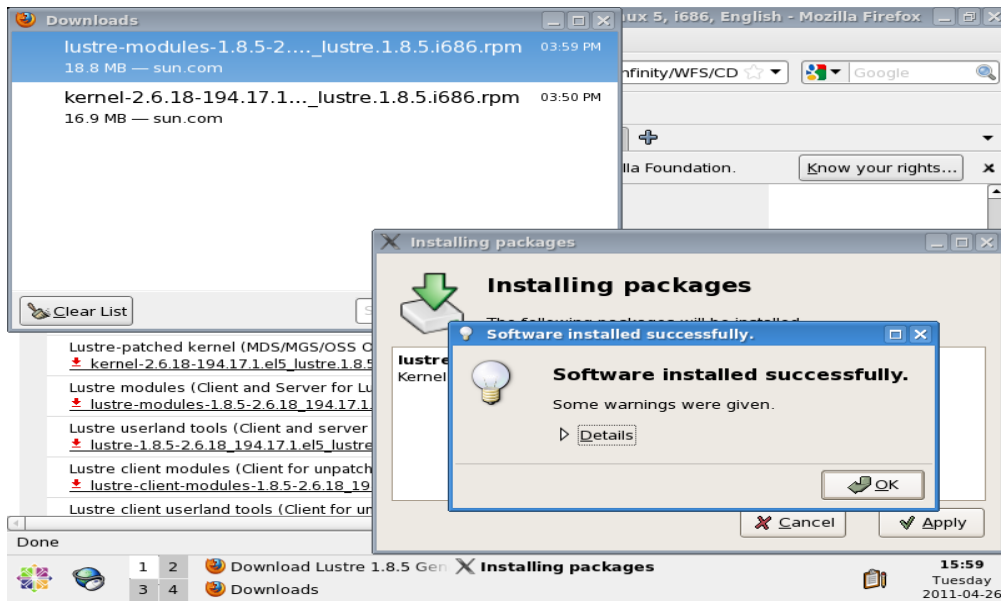 Downloads
lustre-modules-1.8.5-2...._lustre.1.8.5.i686.rpm 03:59 PM
18.8 MB — sun.com
kernel-2.6.18-194.17.1..._lustre.1.8.5.i686.rpm 03:50 PM
16.9 MB — sun.com
Clear List
ux 5, i686, English - Mozilla Firefox
nfinity/WFS/CD Google
lla Foundation. Know your rights...
Installing packages
Installing packages
The following packages will be installed
lustre
Kernel
Software installed successfully.
Software installed successfully.
Some warnings were given.
Details
OK
Cancel Apply
Lustre-patched kernel (MDS/MGS/OSS O
kernel-2.6.18-194.17.1.el5_lustre.1.8.5
Lustre modules (Client and Server for Lu
lustre-modules-1.8.5-2.6.18_194.17.1.
Lustre userland tools (Client and server
lustre-1.8.5-2.6.18_194.17.1.el5_lustre
Lustre client modules (Client for unpatch
lustre-client-modules-1.8.5-2.6.18_19
Lustre client userland tools (Client for un
Done
1 2
3 4
Download Lustre 1.8.5 Gen
Downloads
Installing packages
15:59
Tuesday
2011-04-26